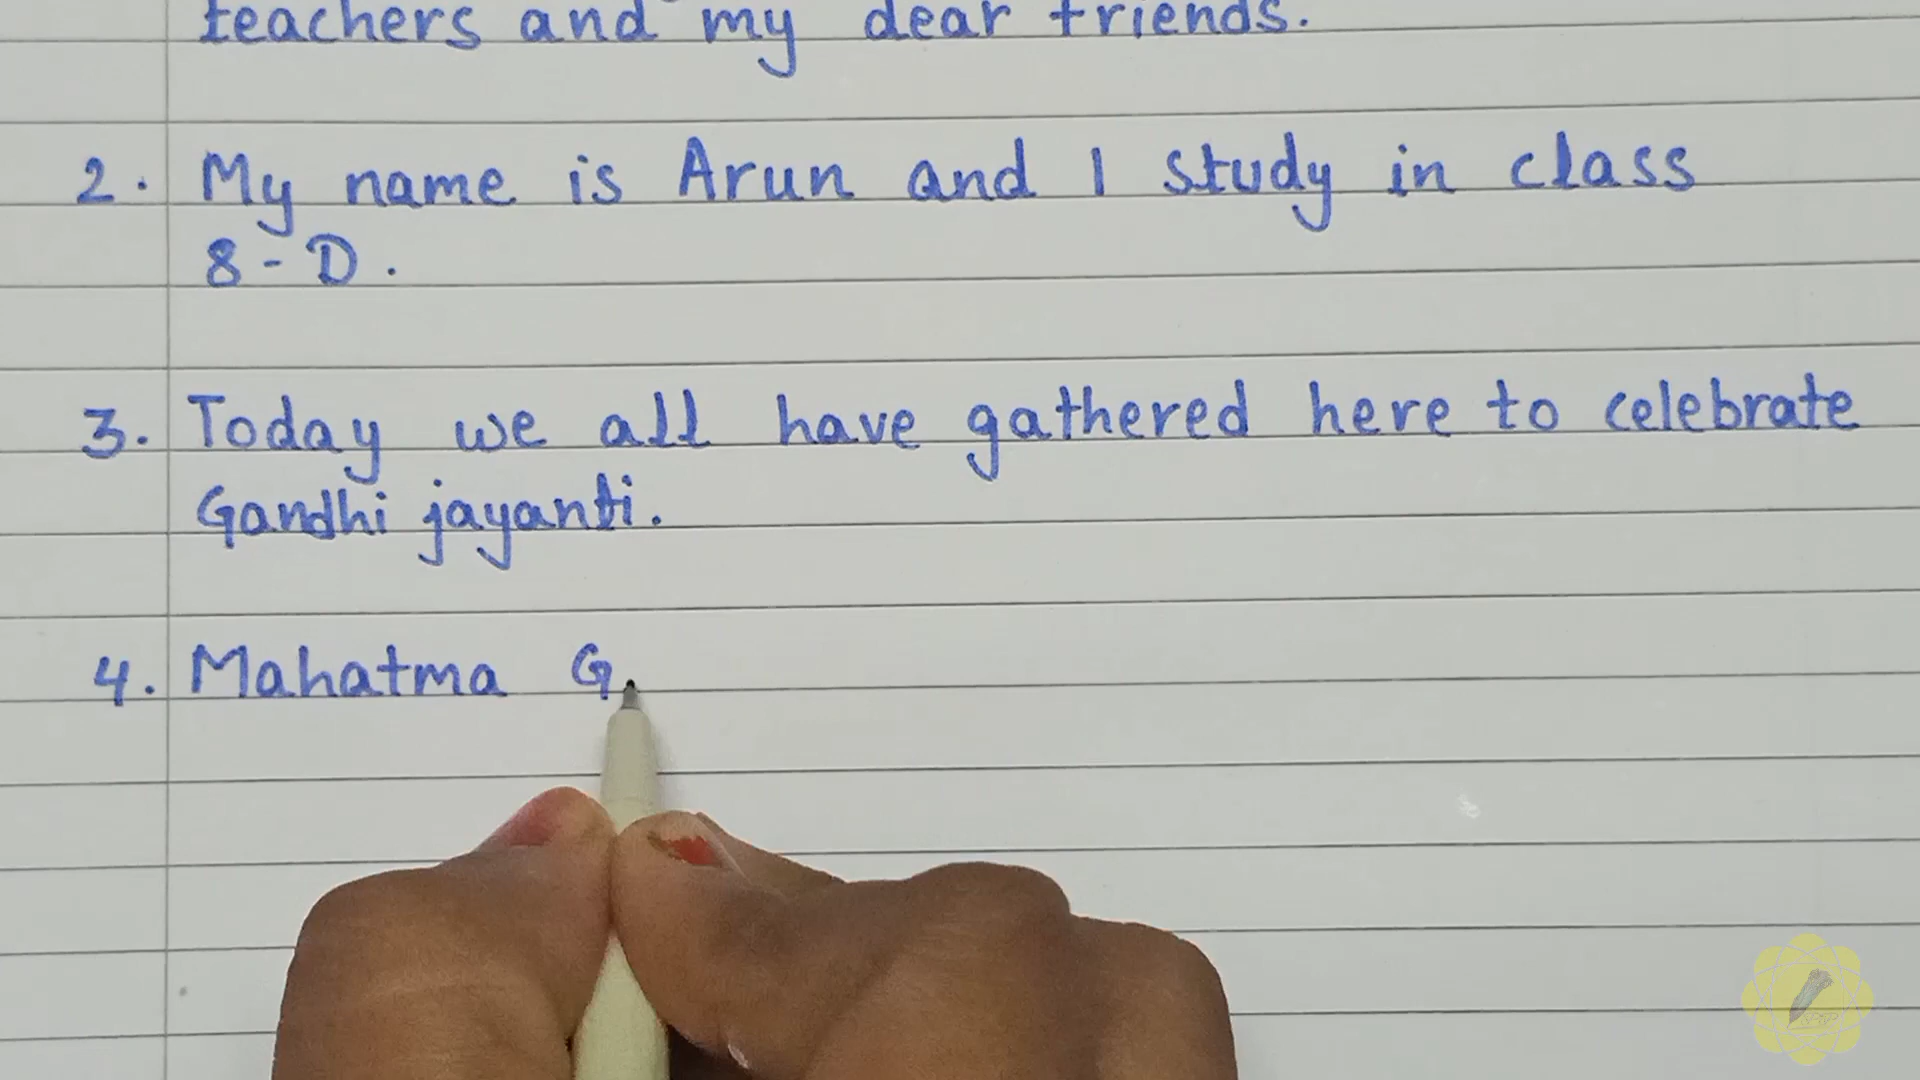 teachers and my dear friends.
2. My name is Arun and I study in class
8-D.
3. Today we all have gathered here to celebrate
Gandhi jayanti.
4. Mahatma G